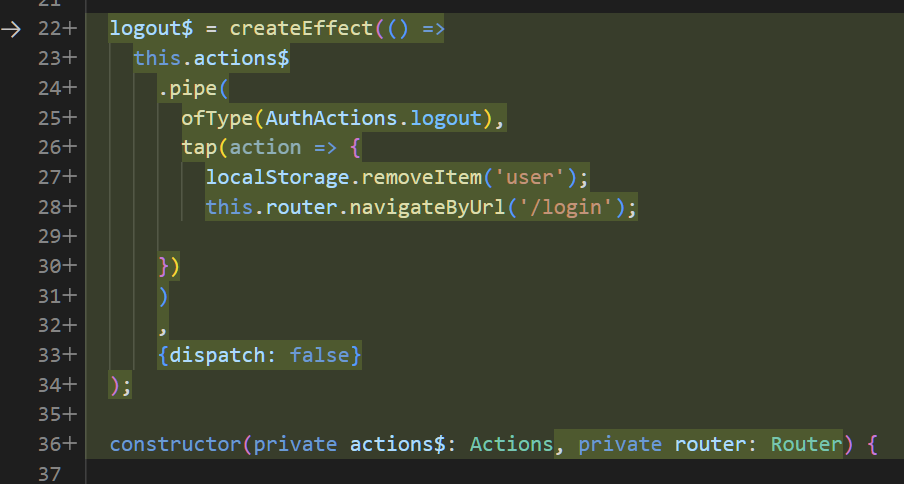 21
22+ logout$ = createEffect(() =>
23+ this.actions$
24+ .pipe(
25+ ofType(AuthActions.logout),
26+ tap(action => {
27+ localStorage.removeItem('user');
28+ this.router.navigateByUrl('/login');
29+
30+ })
31+ )
32+ ,
33+ {dispatch: false}
34+ );
35+
36+ constructor(private actions$: Actions, private router: Router) {
37